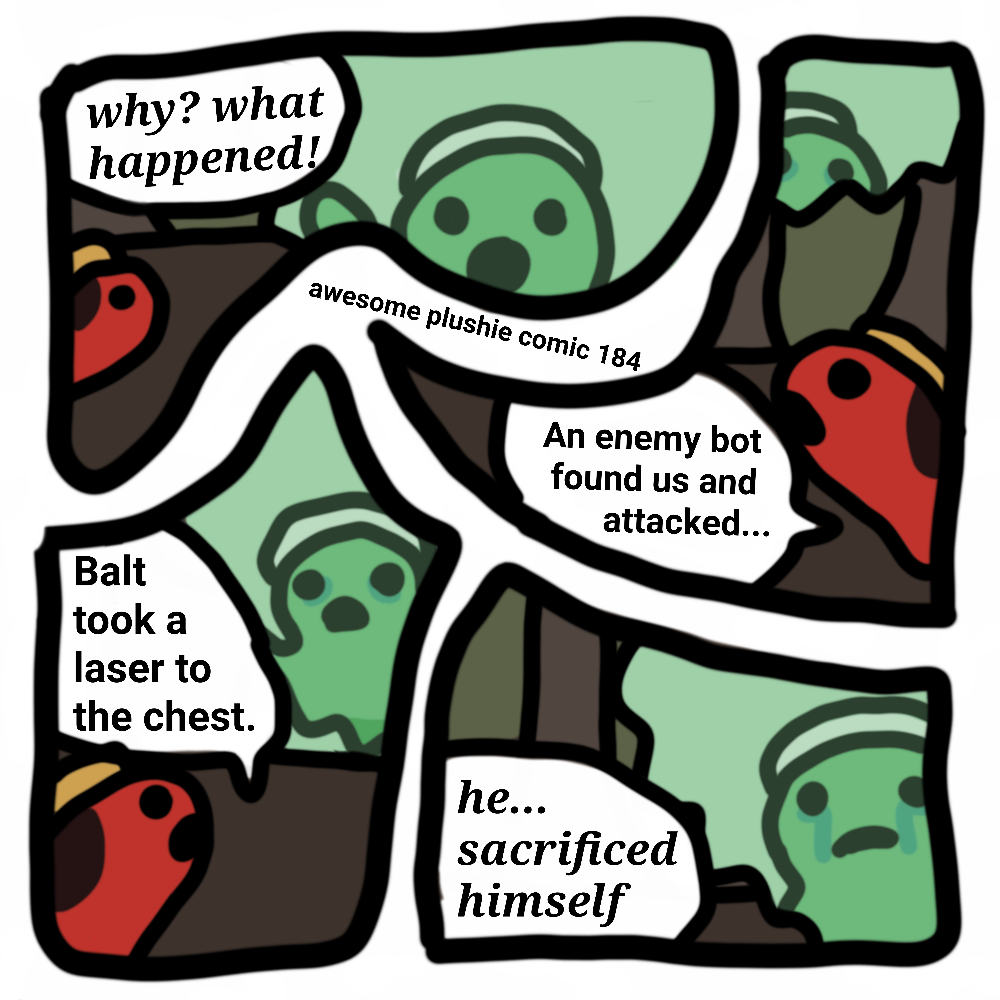 why? what
happened!
awesome plushie comic 184
An enemy bot
found us and
attacked...
Balt
took a
laser to
the chest.
he...
sacrificed
himself